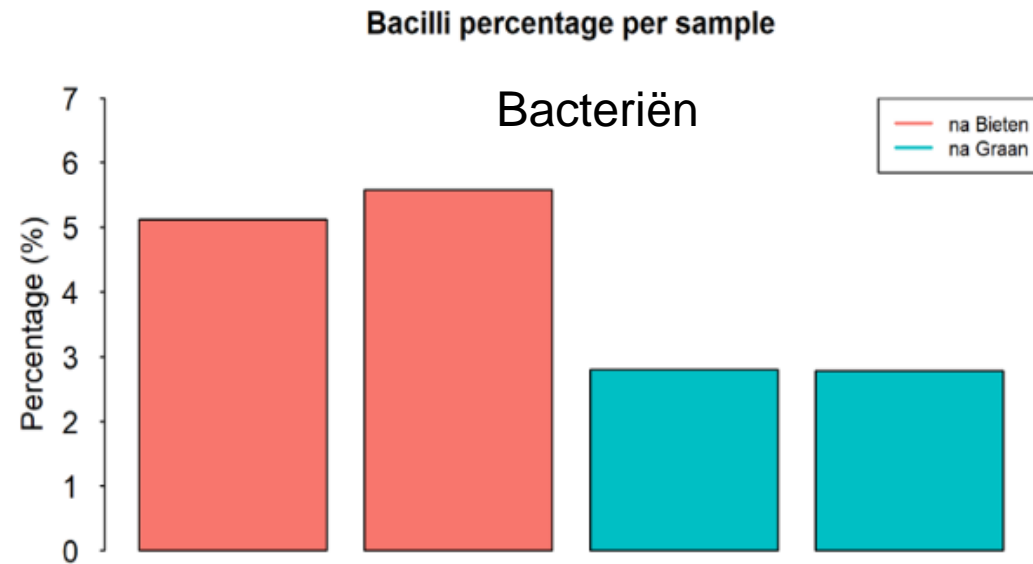 Bacilli percentage per sample
Bacteriën
na Bieten
na Graan
Percentage (%)
7
6
5
4
3
2
1
0